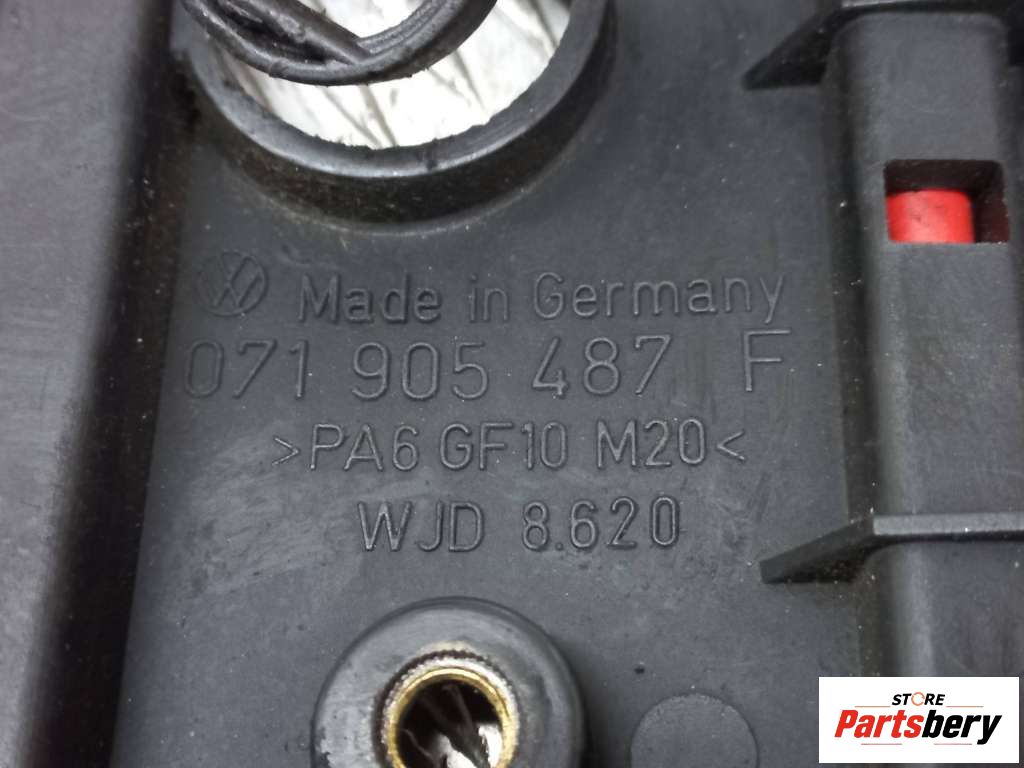 Made in Germany
071 905 487 F
>PA6 GF10 M20<
WJD 8.620
STORE
Partsbery